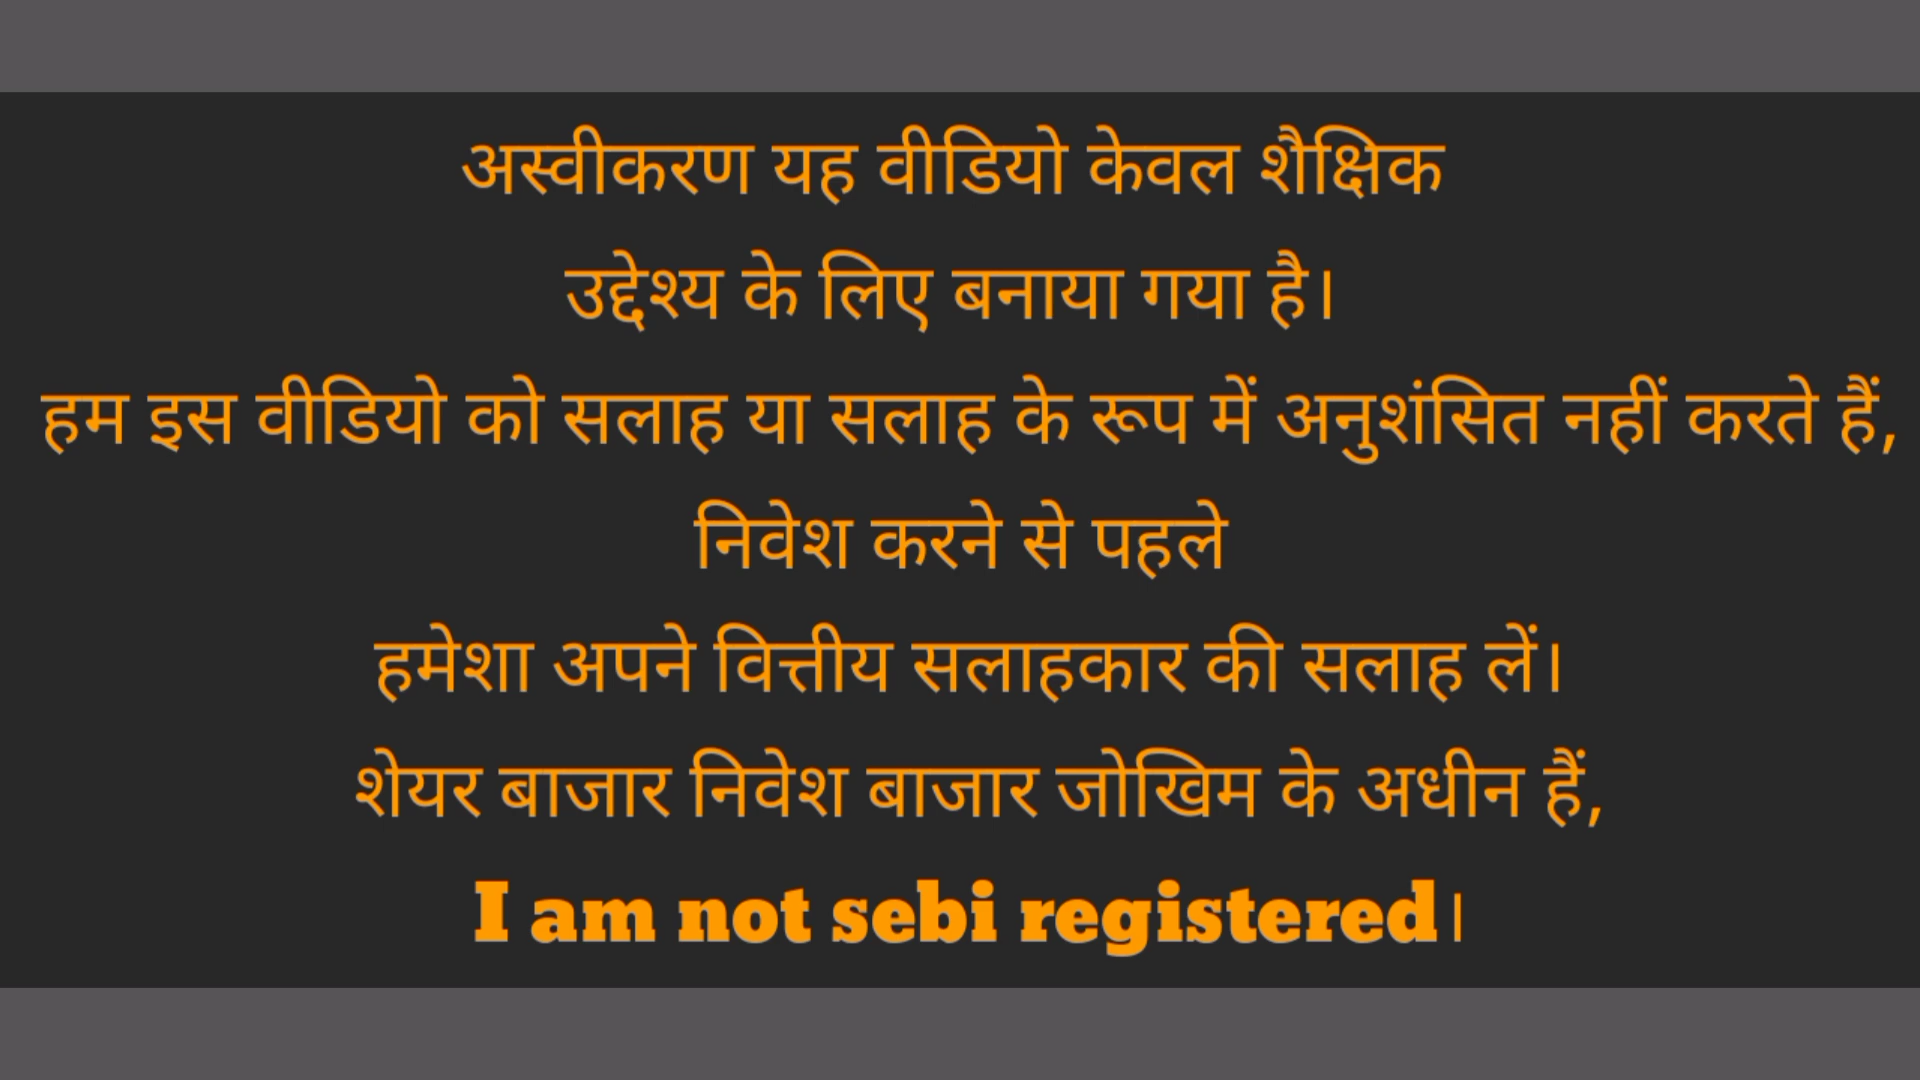 अस्वीकरण यह वीडियो केवल शैक्षिक
उद्देश्य के लिए बनाया गया है।
हम इस वीडियो को सलाह या सलाह के रूप में अनुशंसित नहीं करते हैं,
निवेश करने से पहले
हमेशा अपने वित्तीय सलाहकार की सलाह लें।
शेयर बाजार निवेश बाजार जोखिम के अधीन हैं,
I am not sebi registered।